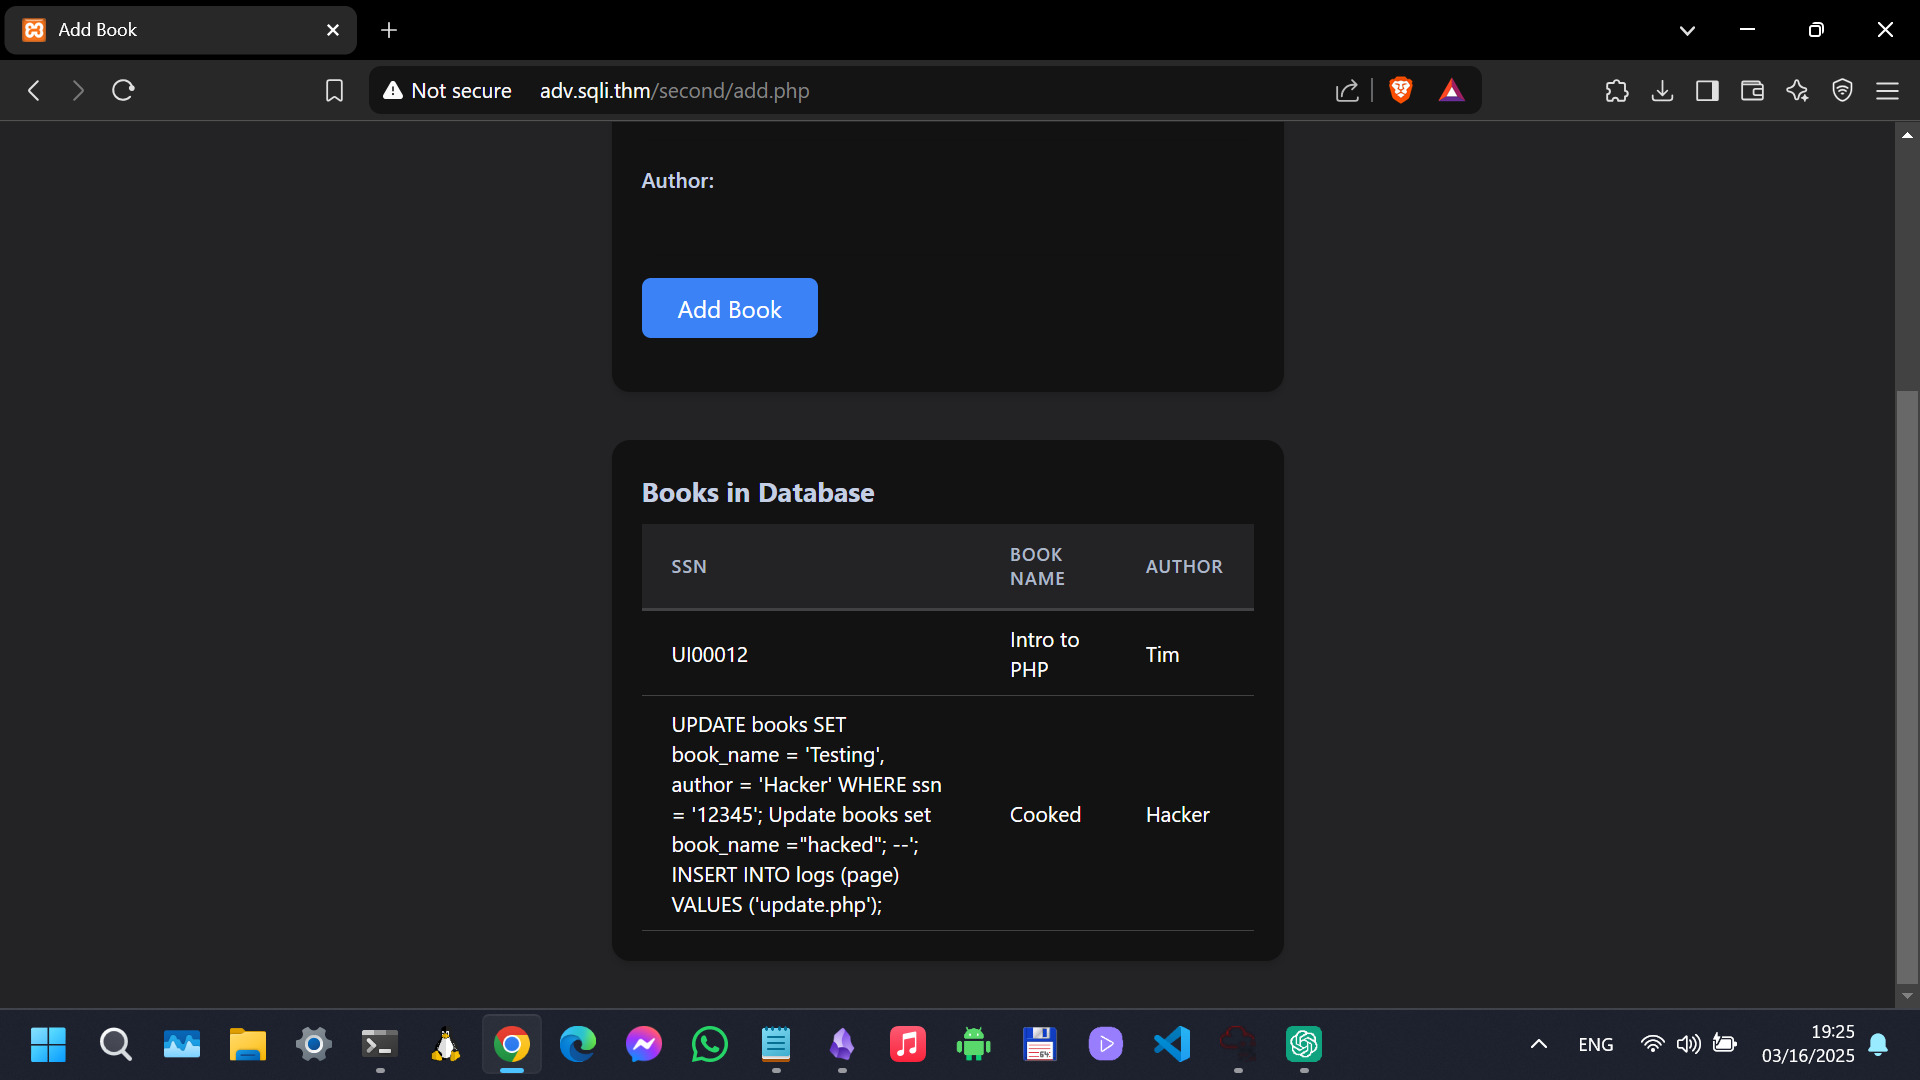 Add Book
Not secure adv.sqli.thm/second/add.php
Author:
Add Book
Books in Database
SSN BOOK NAME AUTHOR
UI00012 Intro to PHP Tim
UPDATE books SET
book_name = 'Testing',
author = 'Hacker' WHERE ssn
= '12345'; Update books set
book_name ="hacked"; --';
INSERT INTO logs (page)
VALUES ('update.php');
Cooked
Hacker
64
ENG
19:25
03/16/2025